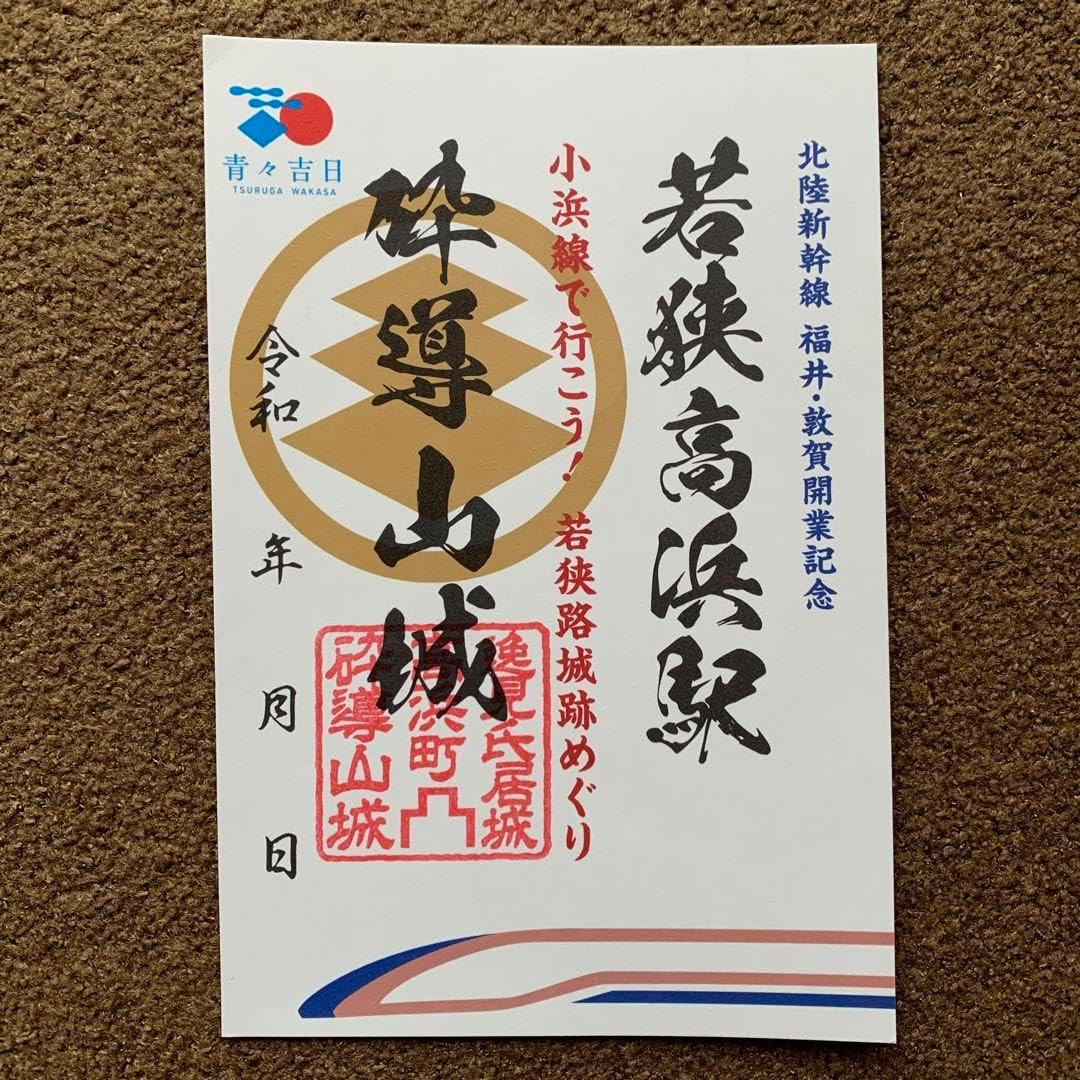 北陸新幹線 福井・敦賀開業記念
若狭高浜駅
小浜線で行こう！ 若狭路城跡めぐり
砕導山城
逸見氏居城
高浜町
砕導山城
令和 年 月 日
青々吉日
TSURUGA WAKASA